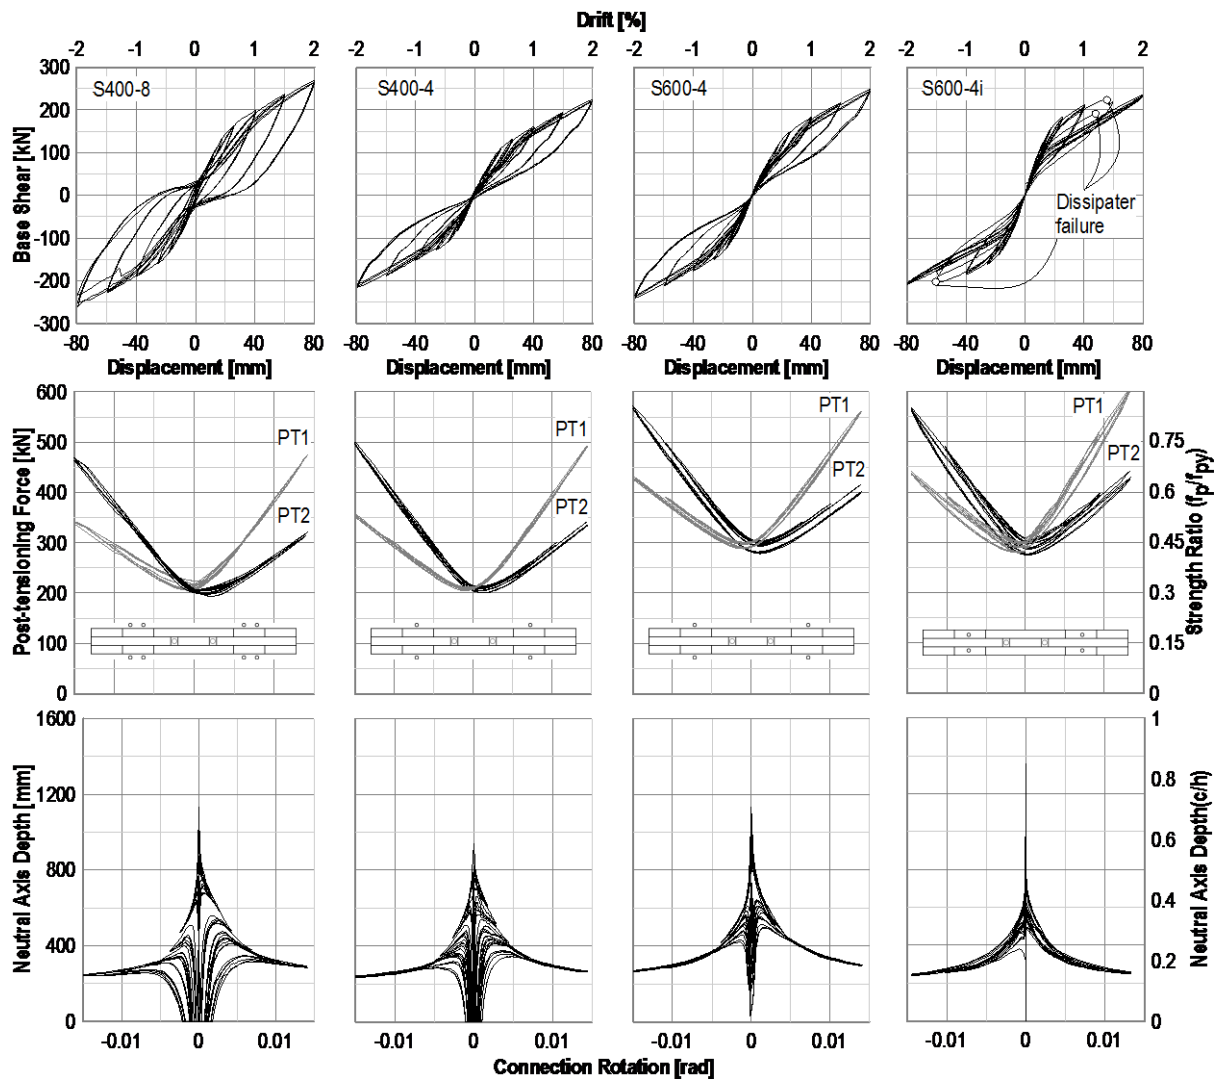 Drift [%]
-2 -1 0 1 2 -2 -1 0 1 2 -2 -1 0 1 2 -2 -1 0 1 2
S400-8 S400-4 S600-4 S600-4i
Base Shear [kN]
300
200
100
0
-100
-200
-300
Dissipater
failure
-80 -40 0 40 80 -80 -40 0 40 80 -80 -40 0 40 80 -80 -40 0 40 80
Displacement [mm] Displacement [mm] Displacement [mm] Displacement [mm]
Post-tensioning Force [kN]
600
500
400
300
200
100
0
PT1 PT1 PT1 PT1
PT2 PT2 PT2 PT2
0.75
0.6
0.45
0.3
0.15
0
Strength Ratio (fp/fpy)
Neutral Axis Depth [mm]
1600
1200
800
400
0
1
0.8
0.6
0.4
0.2
0
Neutral Axis Depth(c/h)
-0.01 0 0.01 -0.01 0 0.01 -0.01 0 0.01 -0.01 0 0.01
Connection Rotation [rad]